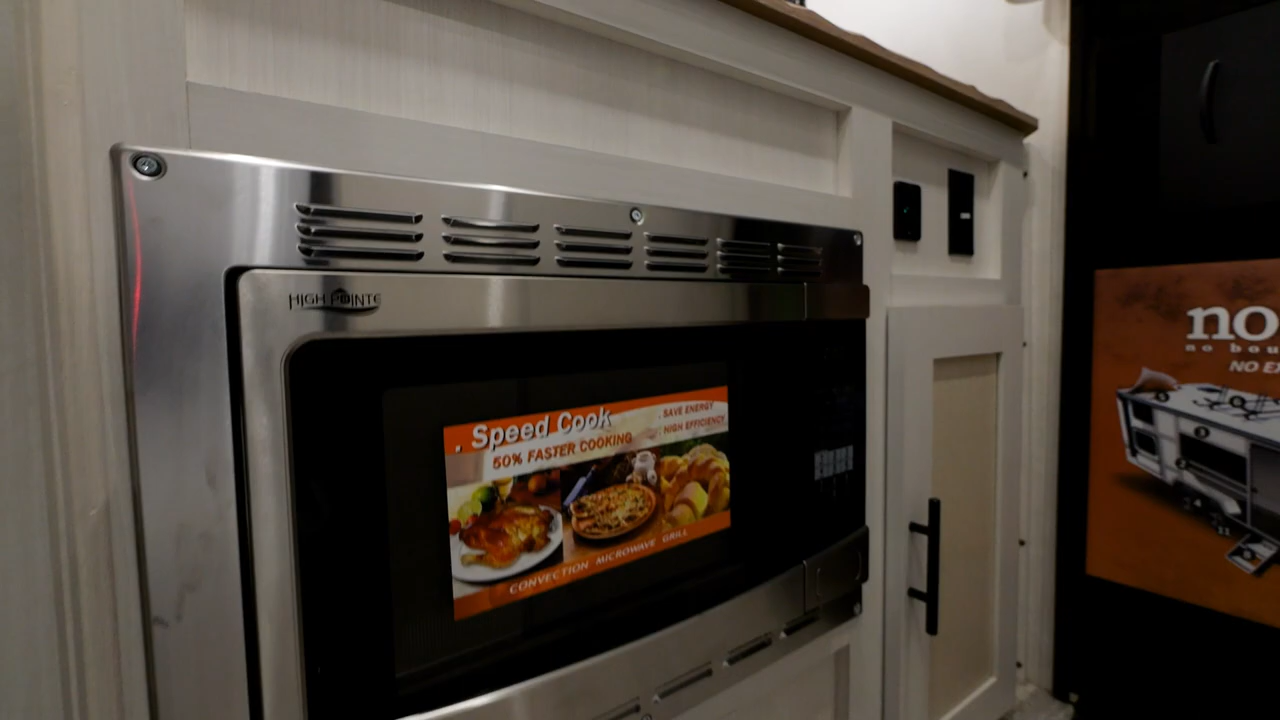 HIGH POINTE
. Speed Cook
50% FASTER COOKING
. SAVE ENERGY
. HIGH EFFICIENCY
CONVECTION MICROWAVE GRILL
no
no bou
NO EX